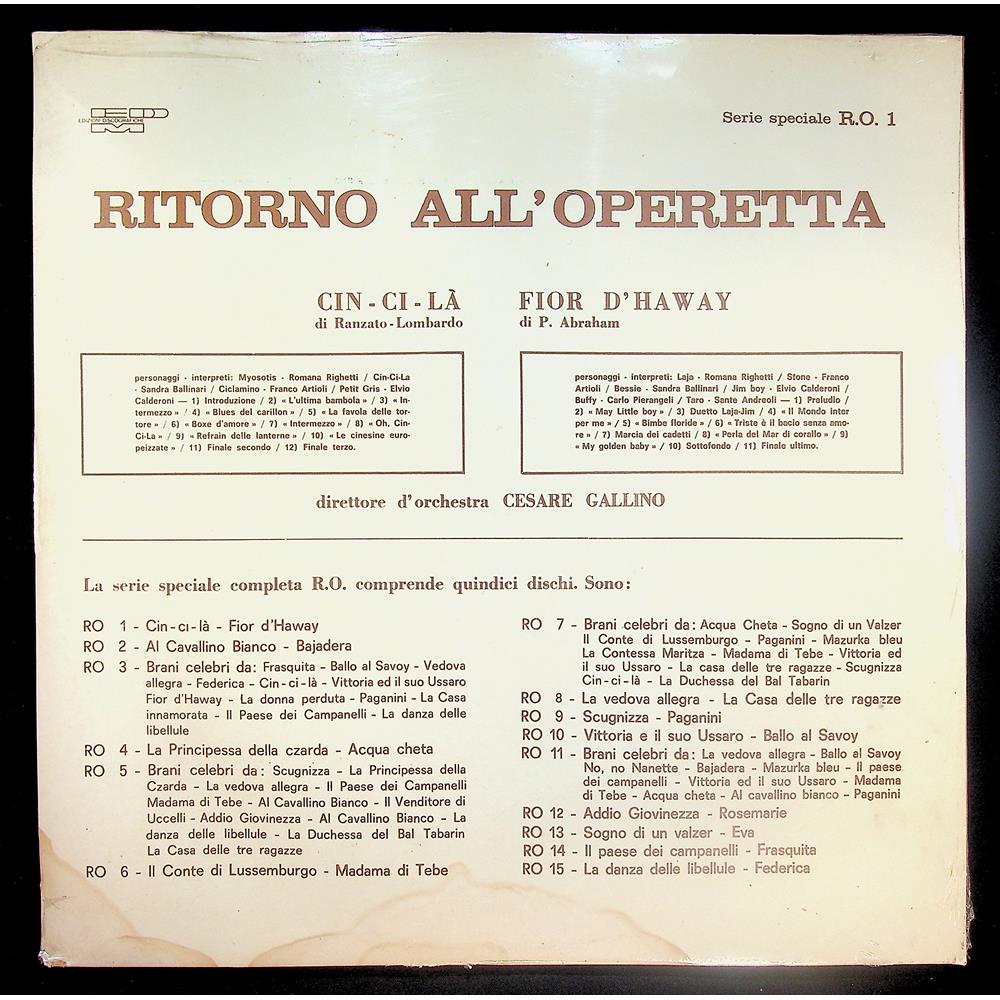 EDM
EDIZIONI DISCOGRAFICHE
Serie speciale R.O. 1
RITORNO ALL'OPERETTA
CIN-CI-LÀ
di Ranzato-Lombardo
personaggi - interpreti: Myosotis - Romana Righetti / Cin-Ci-La
- Sandra Ballinari / Ciclamino - Franco Artioli / Petit Gris - Elvio
Calderoni — 1) Introduzione / 2) «L'ultima bambola» / 3) «In-
termezzo» / 4) «Blues del carillon» / 5) «La favola delle tor-
tore» / 6) «Boxe d'amore» / 7) «Intermezzo» / 8) «Oh, Cin-
Ci-La» / 9) «Refrain delle lanterne» / 10) «Le cinesine euro-
peizzate» / 11) Finale secondo / 12) Finale terzo.
FIOR D'HAWAY
di P. Abraham
personaggi - interpreti: Laja - Romana Righetti / Stone - Franco
Artioli / Bessie - Sandra Ballinari / Jim boy - Elvio Calderoni /
Buffy - Carlo Pierangeli / Taro - Sante Andreoli — 1) Preludio /
2) «May Little boy» / 3) Duetto Laja-Jim / 4) «Il Mondo inter
per me» / 5) «Bimbe floride» / 6) «Triste è il bacio senza amo-
re» / 7) Marcia dei cadetti / 8) «Perla del Mar di corallo» / 9)
«My golden baby» / 10) Sottofondo / 11) Finale ultimo.
direttore d'orchestra CESARE GALLINO
La serie speciale completa R.O. comprende quindici dischi. Sono:
RO 1 - Cin-ci-là - Fior d'Haway
RO 2 - Al Cavallino Bianco - Bajadera
RO 3 - Brani celebri da: Frasquita - Ballo al Savoy - Vedova
allegra - Federica - Cin-ci-là - Vittoria ed il suo Ussaro
Fior d'Haway - La donna perduta - Paganini - La Casa
innamorata - Il Paese dei Campanelli - La danza delle
libellule
RO 4 - La Principessa della czarda - Acqua cheta
RO 5 - Brani celebri da: Scugnizza - La Principessa della
Czarda - La vedova allegra - Il Paese dei Campanelli
Madama di Tebe - Al Cavallino Bianco - Il Venditore di
Uccelli - Addio Giovinezza - Al Cavallino Bianco - La
danza delle libellule - La Duchessa del Bal Tabarin
La Casa delle tre ragazze
RO 6 - Il Conte di Lussemburgo - Madama di Tebe
RO 7 - Brani celebri da: Acqua Cheta - Sogno di un Valzer
Il Conte di Lussemburgo - Paganini - Mazurka bleu
La Contessa Maritza - Madama di Tebe - Vittoria ed
il suo Ussaro - La casa delle tre ragazze - Scugnizza
Cin-ci-là - La Duchessa del Bal Tabarin
RO 8 - La vedova allegra - La Casa delle tre ragazze
RO 9 - Scugnizza - Paganini
RO 10 - Vittoria e il suo Ussaro - Ballo al Savoy
RO 11 - Brani celebri da: La vedova allegra - Ballo al Savoy
No, no Nanette - Bajadera - Mazurka bleu - Il paese
dei campanelli - Vittoria ed il suo Ussaro - Madama
di Tebe - Acqua cheta - Al cavallino bianco - Paganini
RO 12 - Addio Giovinezza - Rosemarie
RO 13 - Sogno di un valzer - Eva
RO 14 - Il paese dei campanelli - Frasquita
RO 15 - La danza delle libellule - Federica